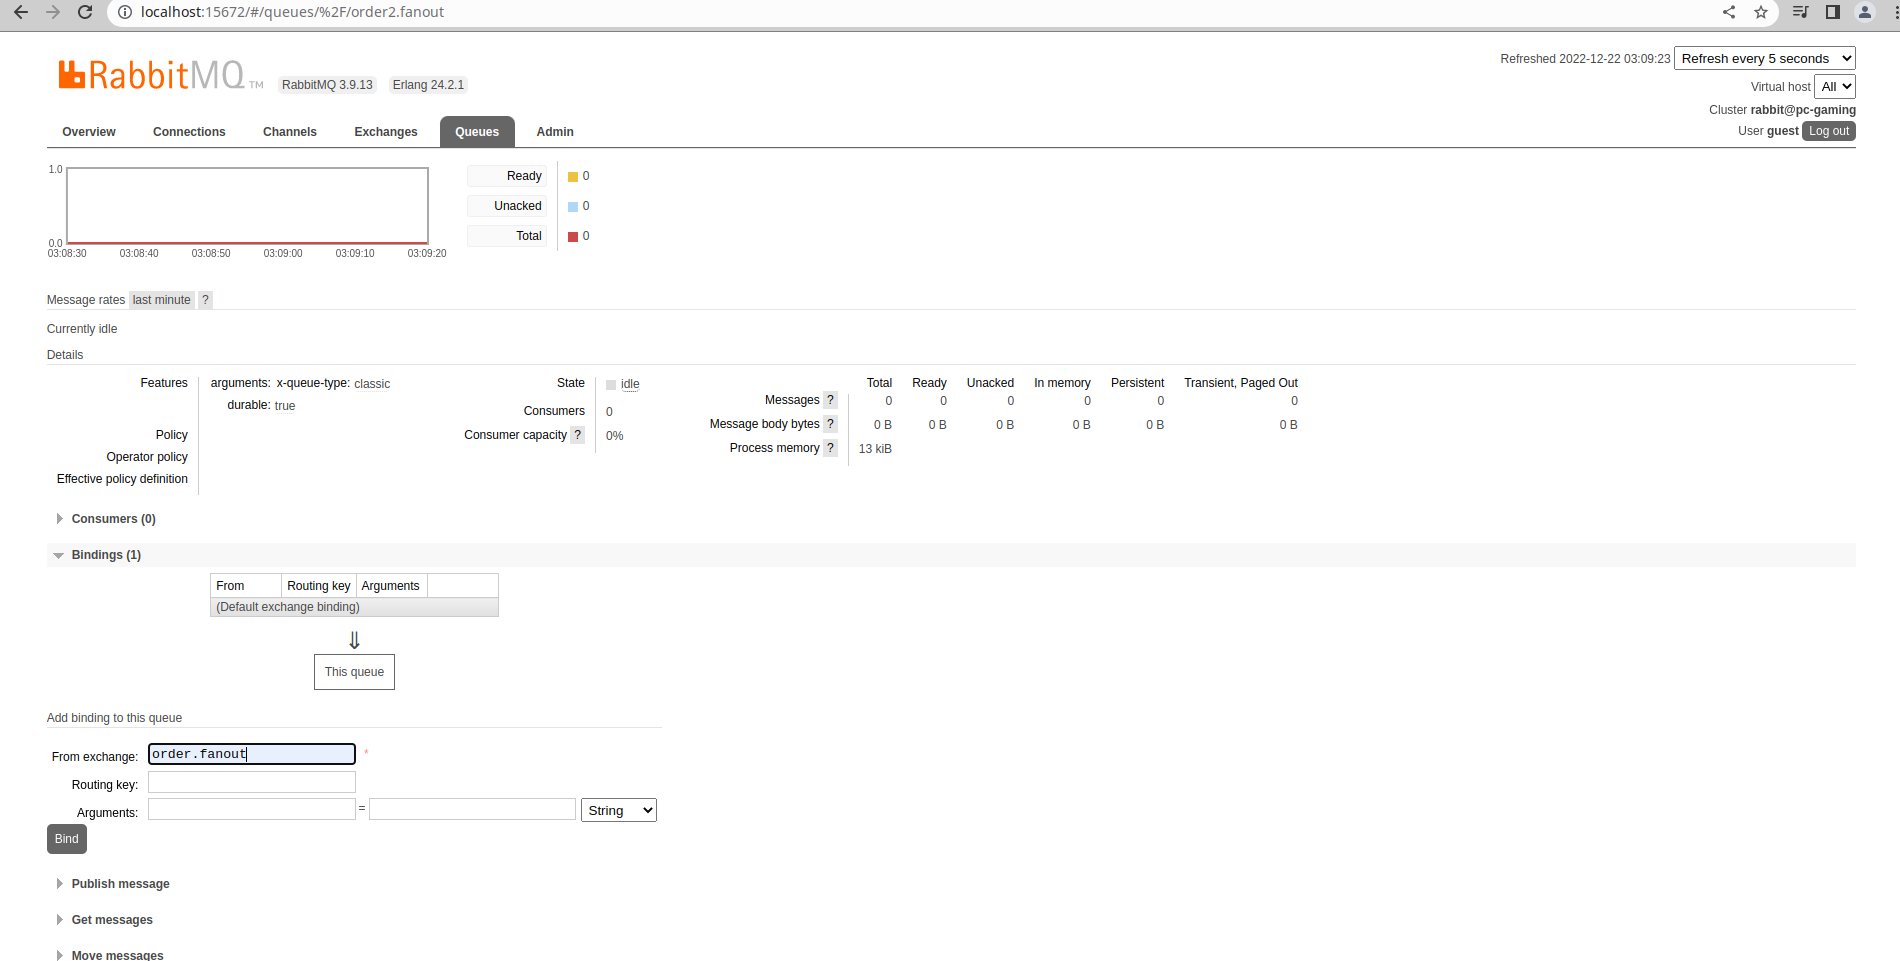 localhost:15672/#/queues/%2F/order2.fanout
Refreshed 2022-12-22 03:09:23 Refresh every 5 seconds
RabbitMQ TM RabbitMQ 3.9.13 Erlang 24.2.1
Virtual host All
Cluster rabbit@pc-gaming
User guest Log out
Overview Connections Channels Exchanges Queues Admin
1.0
0.0
03:08:30 03:08:40 03:08:50 03:09:00 03:09:10 03:09:20
Ready 0
Unacked 0
Total 0
Message rates last minute ?
Currently idle
Details
Features arguments: x-queue-type: classic
durable: true
Policy
Operator policy
Effective policy definition
State idle
Consumers 0
Consumer capacity ? 0%
Total Ready Unacked In memory Persistent Transient, Paged Out
Messages ? 0 0 0 0 0 0
Message body bytes ? 0 B 0 B 0 B 0 B 0 B 0 B
Process memory ? 13 kiB
Consumers (0)
Bindings (1)
From Routing key Arguments
(Default exchange binding)
⇓
This queue
Add binding to this queue
From exchange: order.fanout *
Routing key:
Arguments: = String
Bind
Publish message
Get messages
Move messages